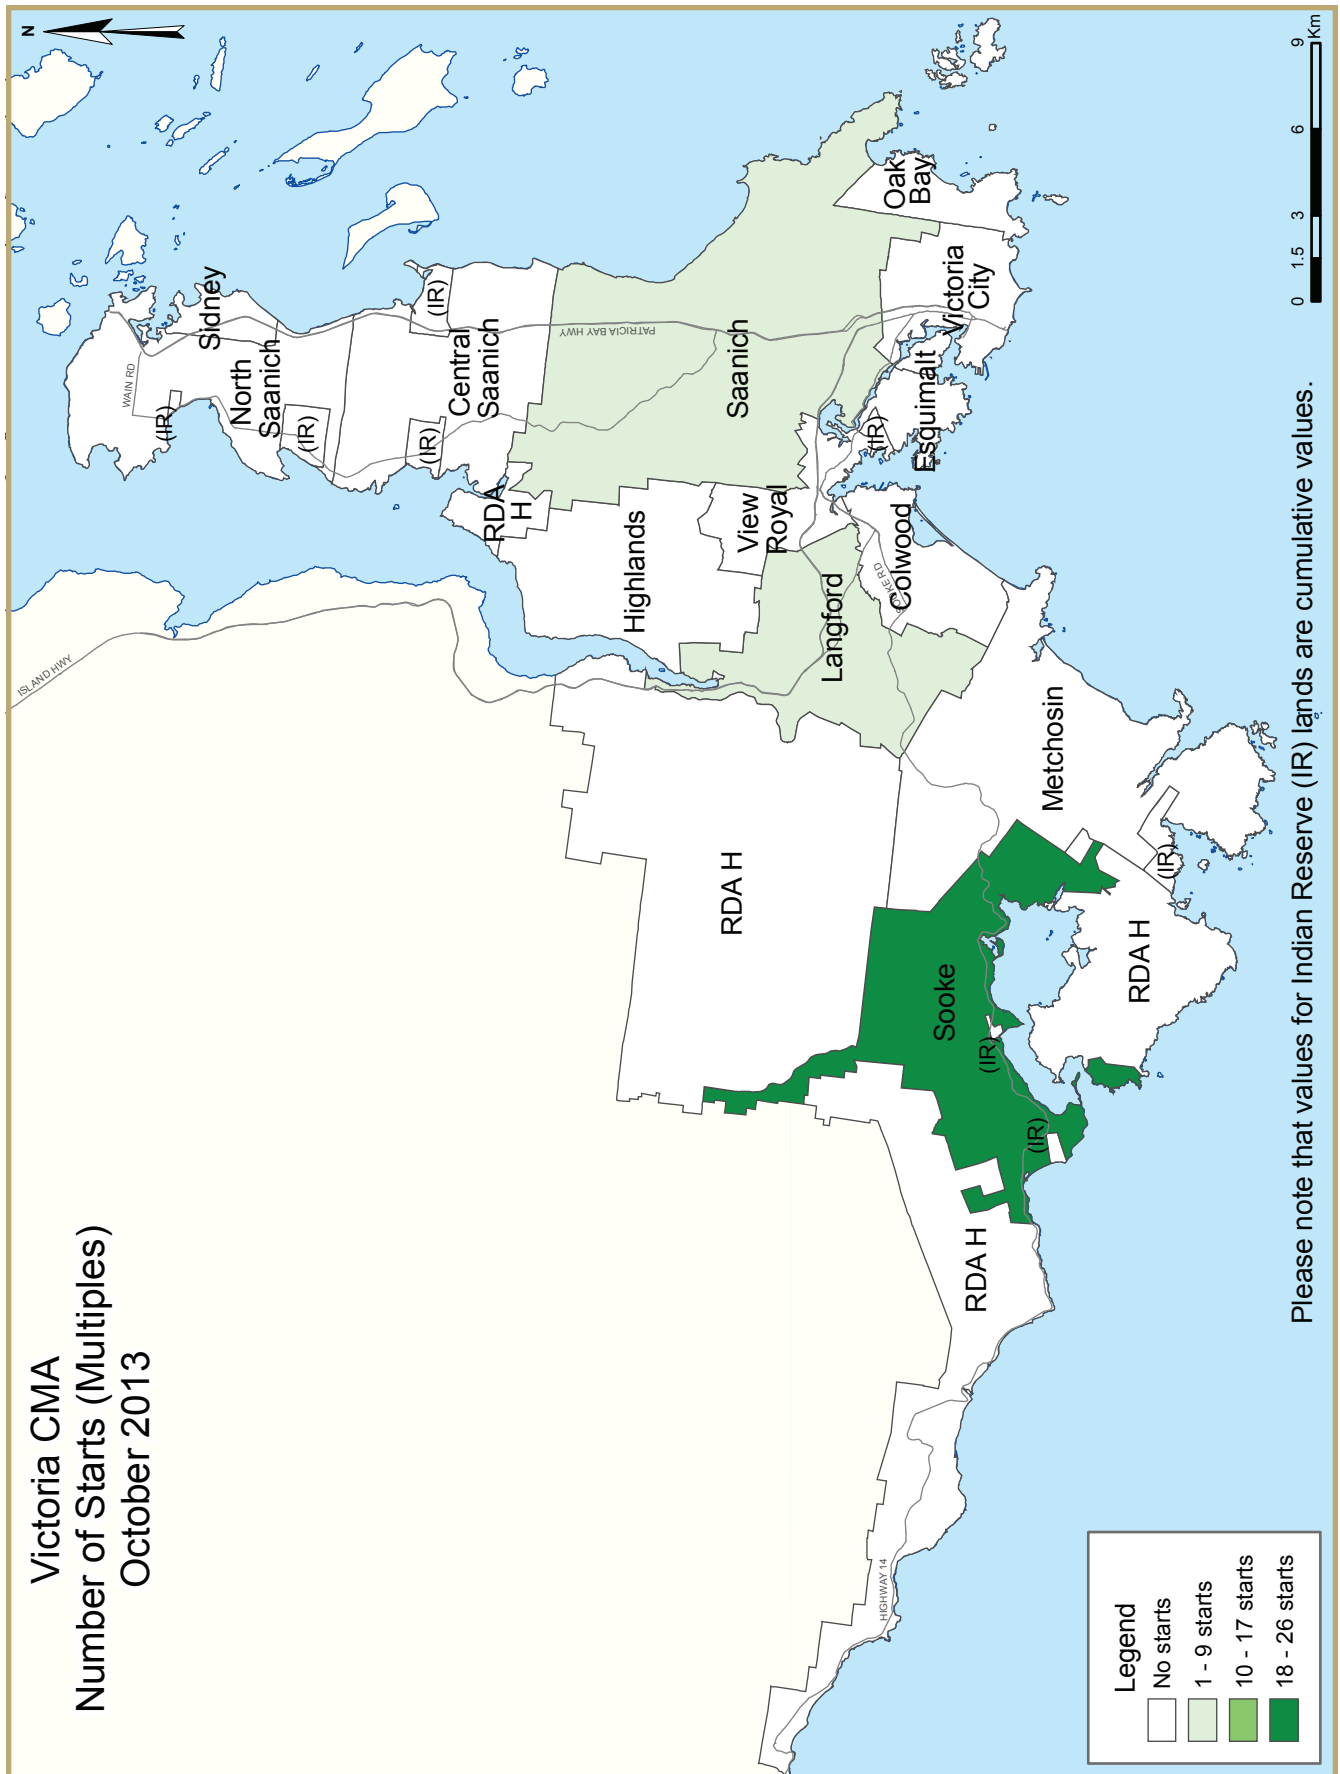 Victoria CMA
Number of Starts (Multiples)
October 2013
N
ISLAND HWY
WAIN RD
Sidney
(IR)
North
Saanich
(IR)
(IR)
Central
Saanich
(IR)
PATRICIA BAY HWY
RDA
H
Highlands
Saanich
View
Royal
Oak
Bay
Victoria
City
Esquimalt
(IR)
Langford
Colwood
Metchosin
(IR)
RDA H
Sooke
(IR)
(IR)
RDA H
RDA H
HIGHWAY 14
Legend
No starts
1 - 9 starts
10 - 17 starts
18 - 26 starts
0 1.5 3 6 9
Km
Please note that values for Indian Reserve (IR) lands are cumulative values.